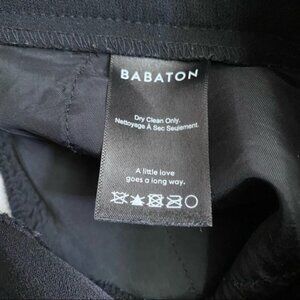 BABATON
Dry Clean Only.
Nettoyage À Sec Seulement.
A little love
goes a long way.